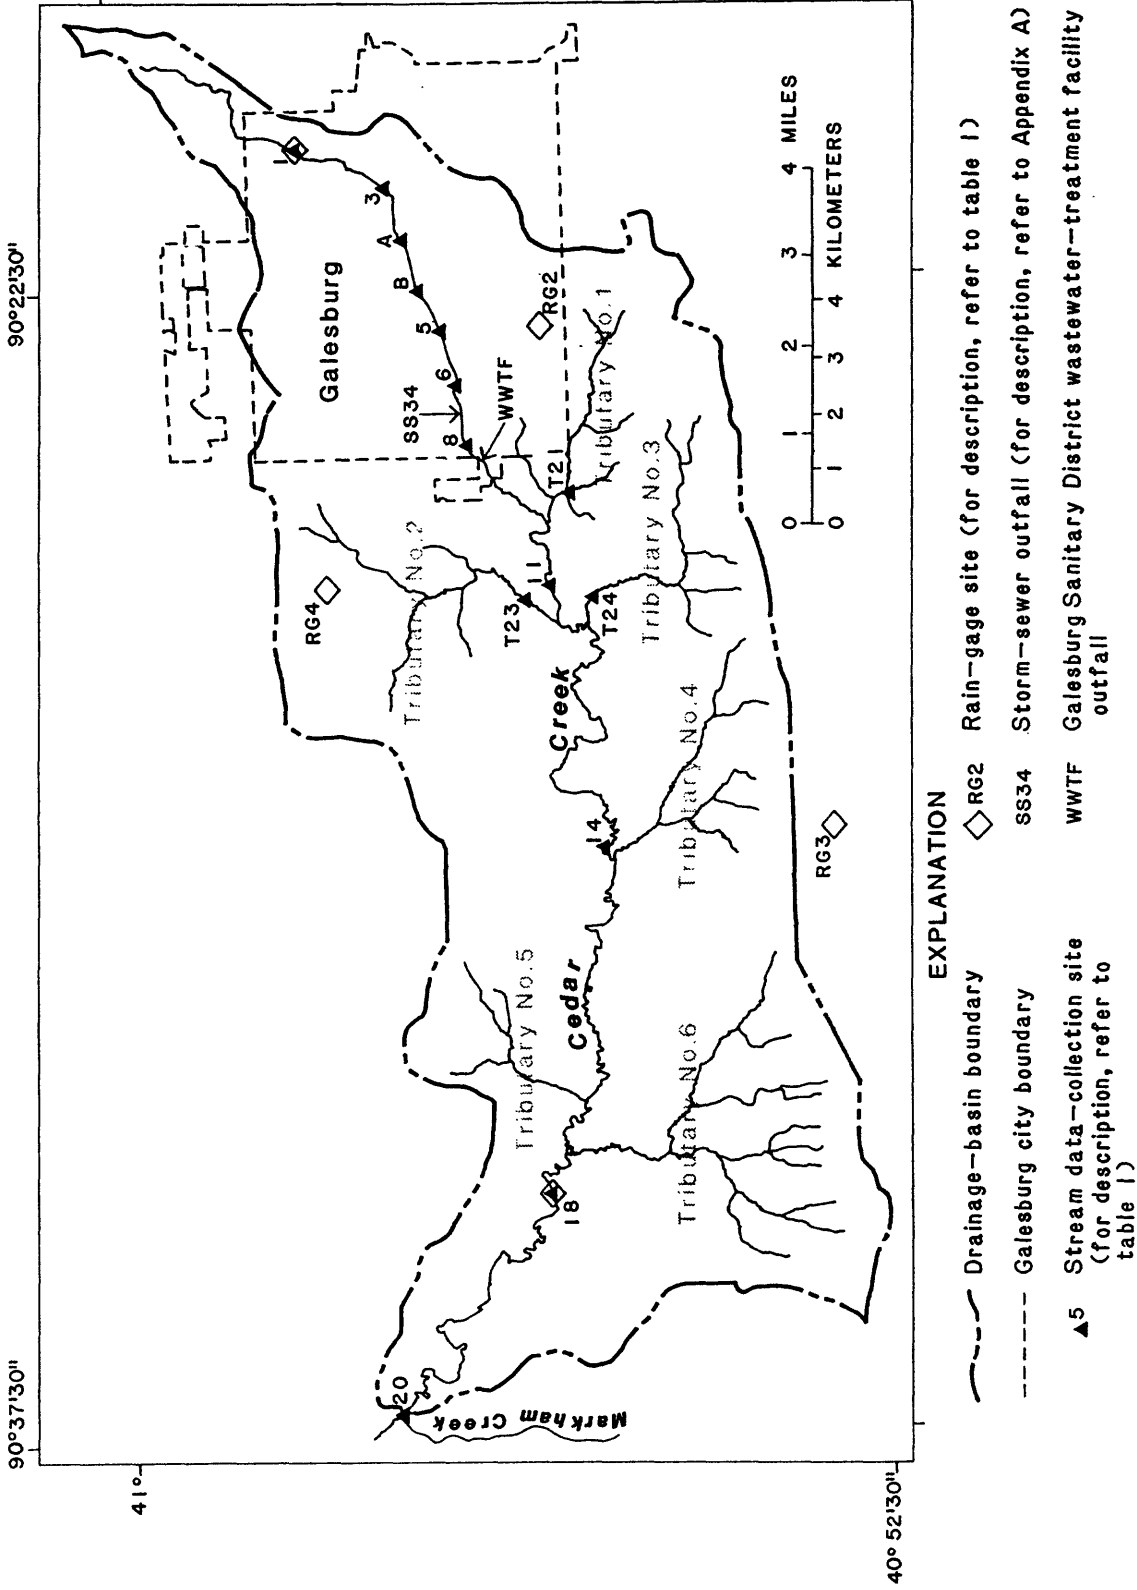 90°37'30"
90°22'30"
41°
40° 52'30"
Galesburg
1
3
A
B
5
6
SS34
8
WWTF
RG2
T21
Tributary No.1
Tributary No.2
RG4
T23
11
T24
Tributary No.3
Creek
Tributary No.4
14
RG3
Cedar
Tributary No.5
Tributary No.6
18
20
Markham Creek
0 1 2 3 4 MILES
0 1 2 3 4 KILOMETERS
EXPLANATION
Drainage-basin boundary
Galesburg city boundary
5 Stream data-collection site
(for description, refer to
table 1)
RG2 Rain-gage site (for description, refer to table 1)
SS34 Storm-sewer outfall (for description, refer to Appendix A)
WWTF Galesburg Sanitary District wastewater-treatment facility
outfall